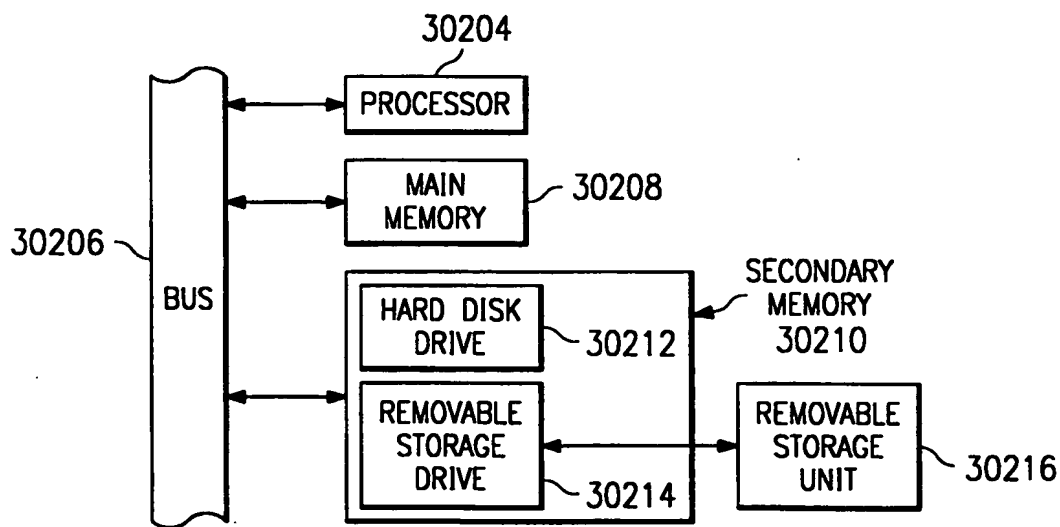 30204
PROCESSOR
MAIN
MEMORY
30208
30206
BUS
HARD DISK
DRIVE
30212
SECONDARY
MEMORY
30210
REMOVABLE
STORAGE
DRIVE
30214
REMOVABLE
STORAGE
UNIT
30216